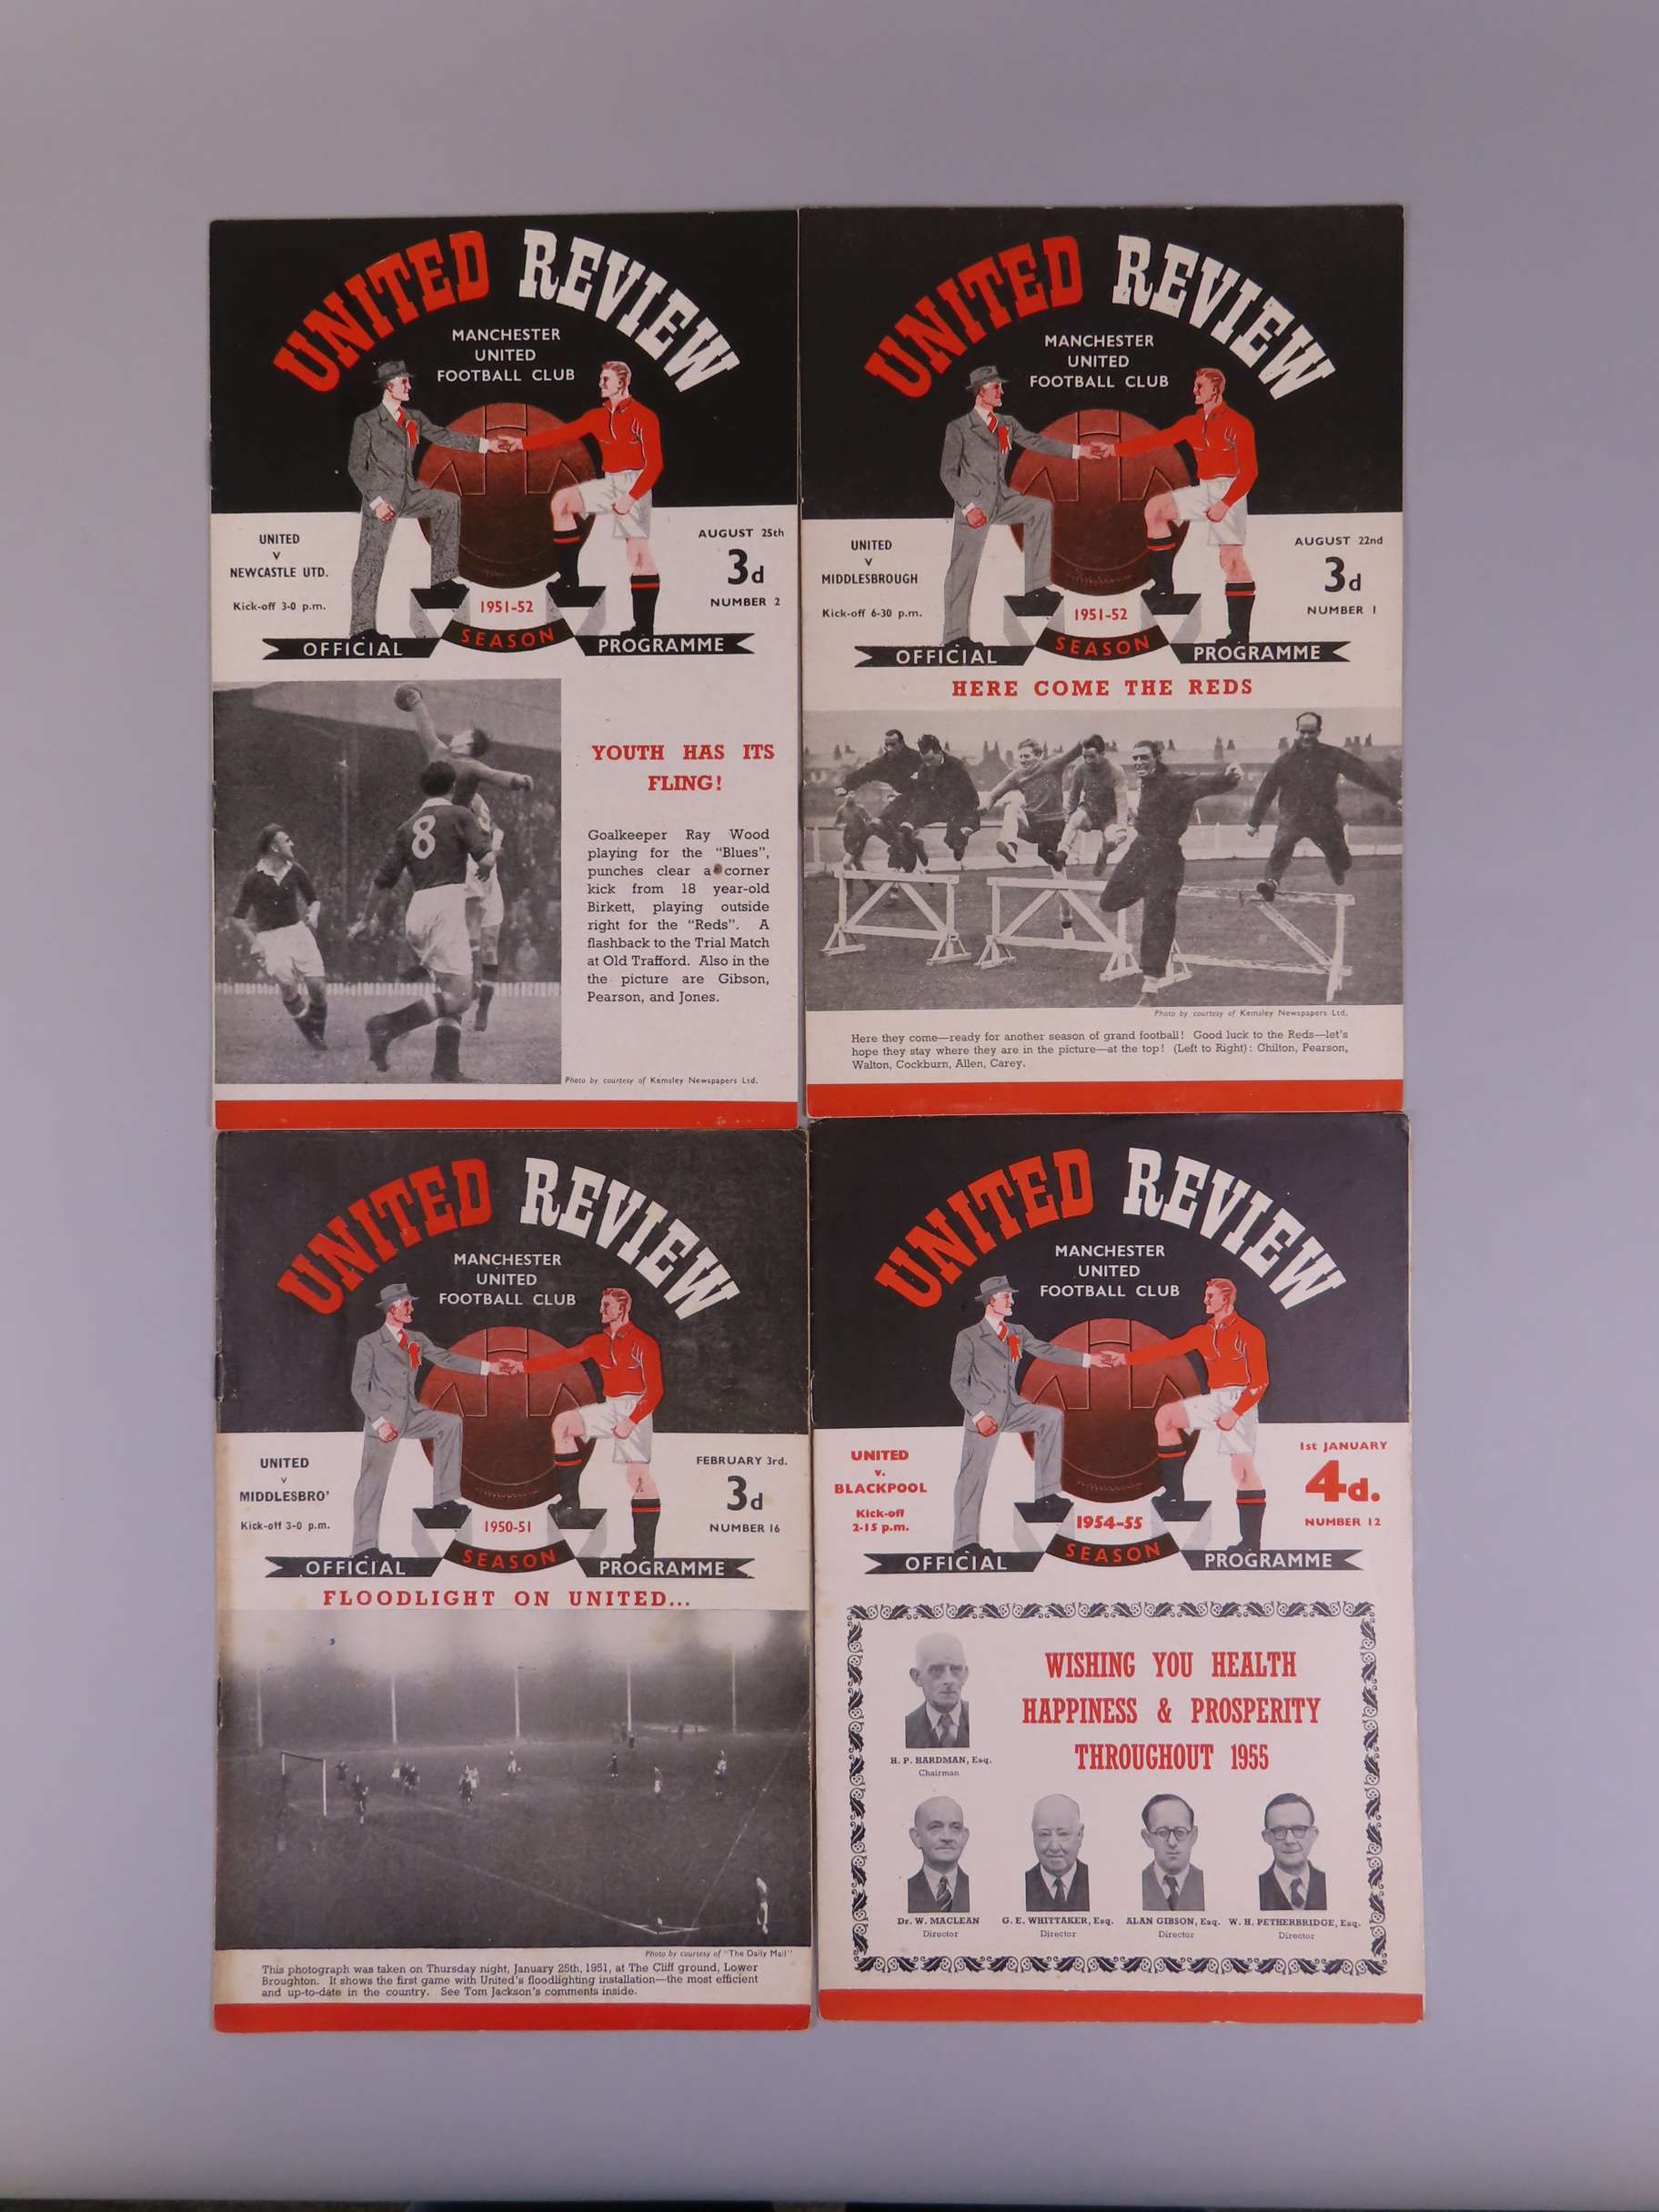 UNITED REVIEW
MANCHESTER
UNITED
FOOTBALL CLUB
UNITED
v
NEWCASTLE UTD.
Kick-off 3-0 p.m.
AUGUST 25th
3d
NUMBER 2
1951-52
OFFICIAL SEASON PROGRAMME
YOUTH HAS ITS
FLING!
Goalkeeper Ray Wood
playing for the "Blues",
punches clear a corner
kick from 18 year-old
Birkett, playing outside
right for the "Reds". A
flashback to the Trial Match
at Old Trafford. Also in the
the picture are Gibson,
Pearson, and Jones.
Photo by courtesy of Kemsley Newspapers Ltd.
8
UNITED REVIEW
MANCHESTER
UNITED
FOOTBALL CLUB
UNITED
v
MIDDLESBROUGH
Kick-off 6-30 p.m.
AUGUST 22nd
3d
NUMBER 1
1951-52
OFFICIAL SEASON PROGRAMME
HERE COME THE REDS
Photo by courtesy of Kemsley Newspapers Ltd.
Here they come—ready for another season of grand football! Good luck to the Reds—let's
hope they stay where they are in the picture—at the top! (Left to Right): Chilton, Pearson,
Walton, Cockburn, Allen, Carey.
UNITED REVIEW
MANCHESTER
UNITED
FOOTBALL CLUB
UNITED
v
MIDDLESBRO'
Kick-off 3-0 p.m.
FEBRUARY 3rd.
3d
NUMBER 16
1950-51
OFFICIAL SEASON PROGRAMME
FLOODLIGHT ON UNITED...
Photo by courtesy of "The Daily Mail"
This photograph was taken on Thursday night, January 25th, 1951, at The Cliff ground, Lower
Broughton. It shows the first game with United's floodlighting installation—the most efficient
and up-to-date in the country. See Tom Jackson's comments inside.
UNITED REVIEW
MANCHESTER
UNITED
FOOTBALL CLUB
UNITED
v.
BLACKPOOL
Kick-off
2-15 p.m.
1st JANUARY
4d.
NUMBER 12
1954-55
OFFICIAL SEASON PROGRAMME
WISHING YOU HEALTH
HAPPINESS & PROSPERITY
THROUGHOUT 1955
H. P. HARDMAN, Esq.
Chairman
Dr. W. MACLEAN
Director
G. E. WHITTAKER, Esq.
Director
ALAN GIBSON, Esq.
Director
W. H. PETHERBRIDGE, Esq.
Director